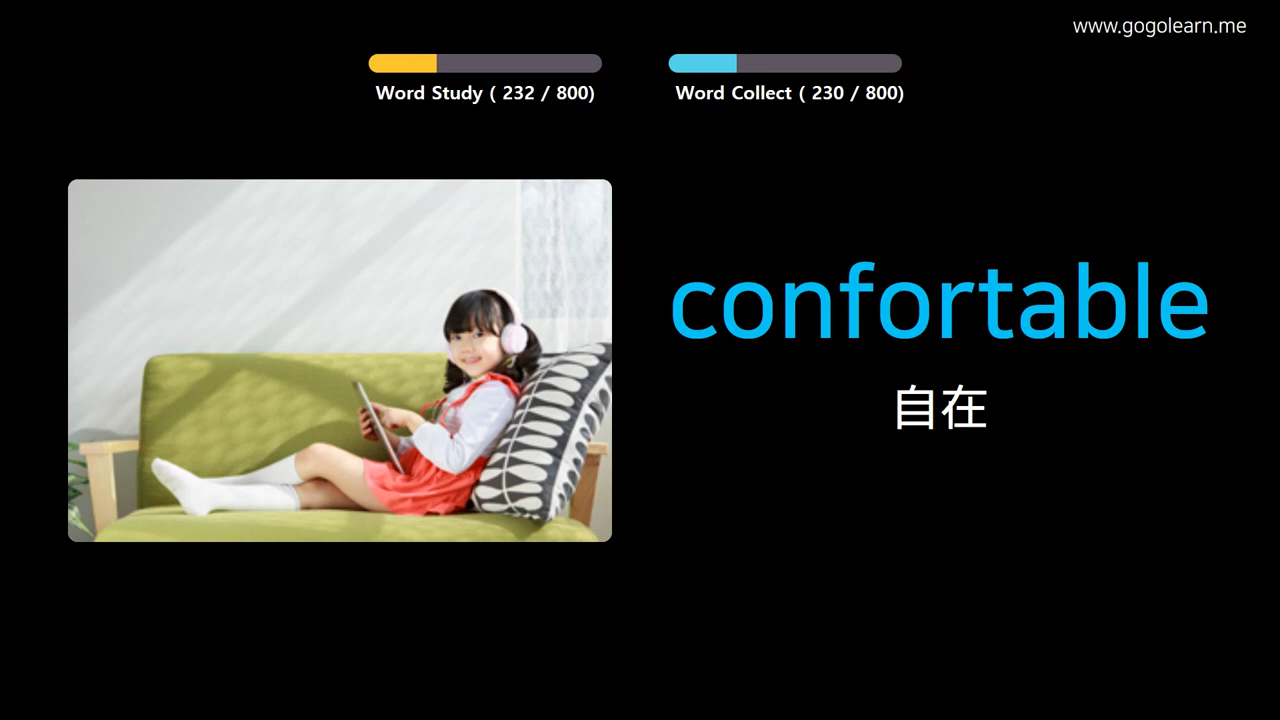 www.gogolearn.me
Word Study ( 232 / 800)
Word Collect ( 230 / 800)
confortable
自在